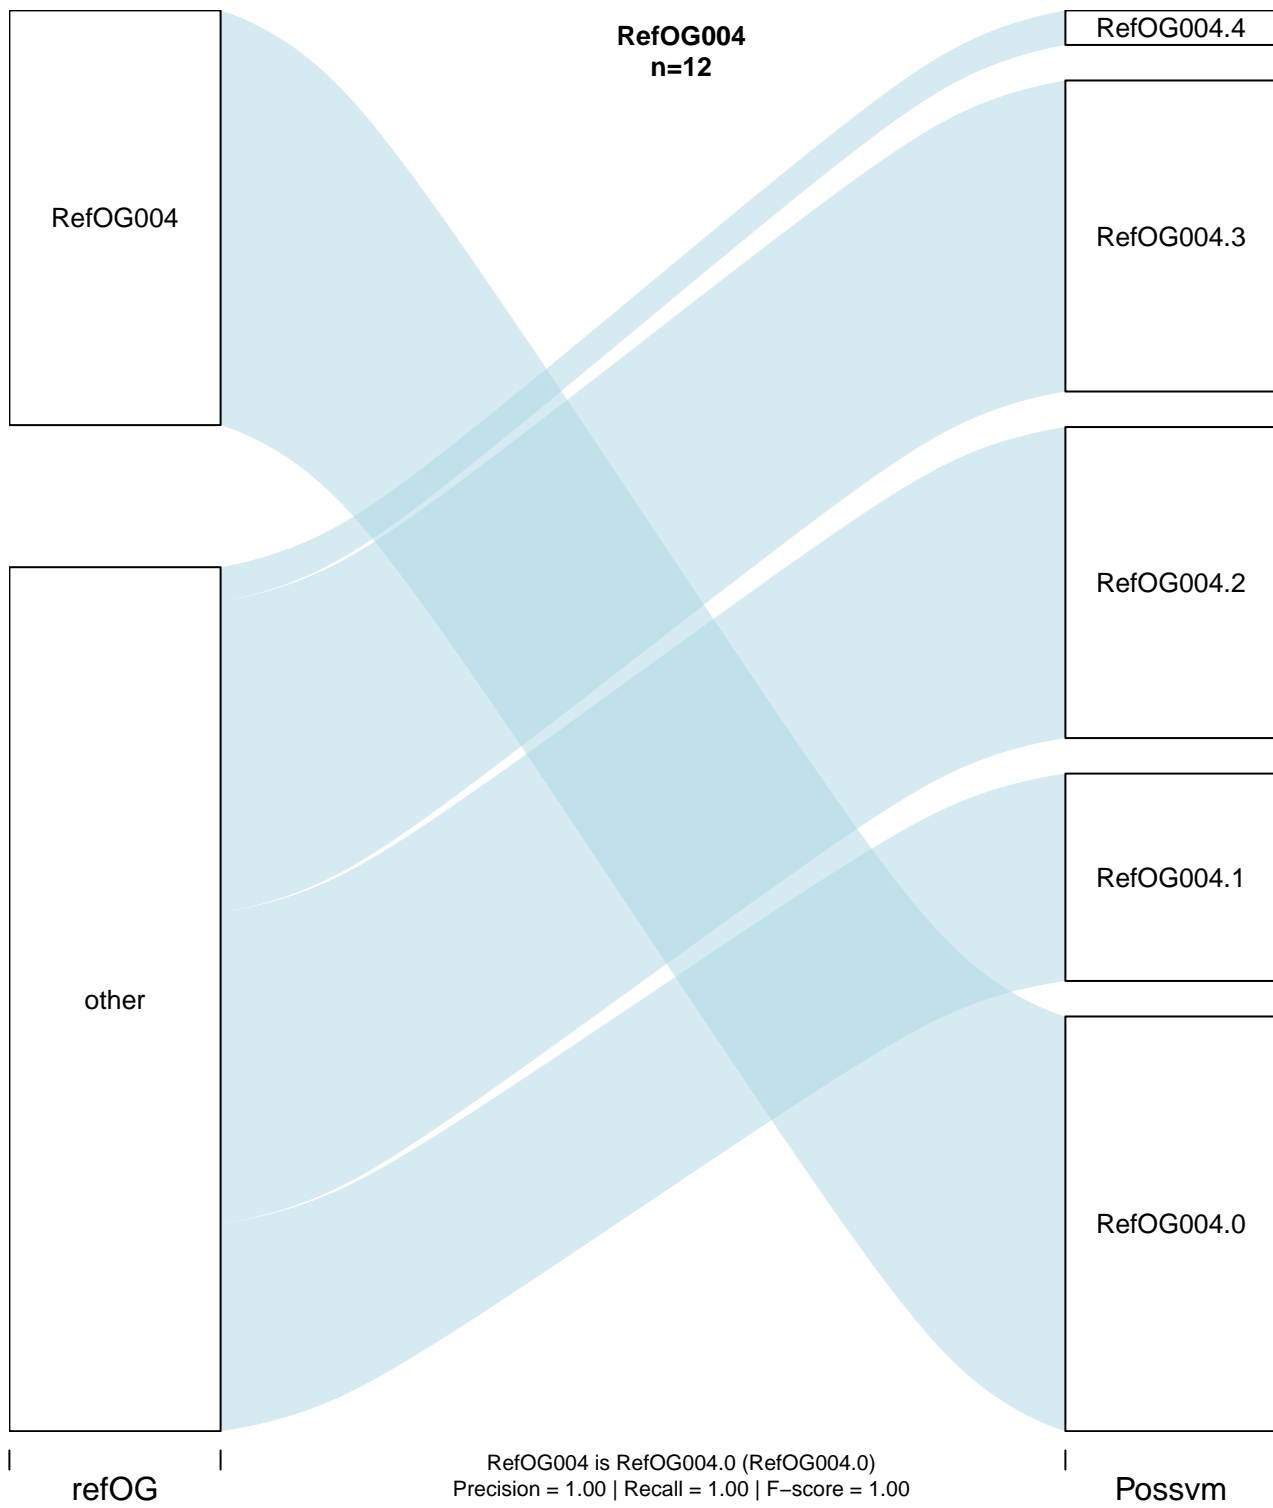 RefOG004
n=12
RefOG004
other
RefOG004.4
RefOG004.3
RefOG004.2
RefOG004.1
RefOG004.0
refOG
RefOG004 is RefOG004.0 (RefOG004.0)
Precision = 1.00 | Recall = 1.00 | F−score = 1.00
Possvm